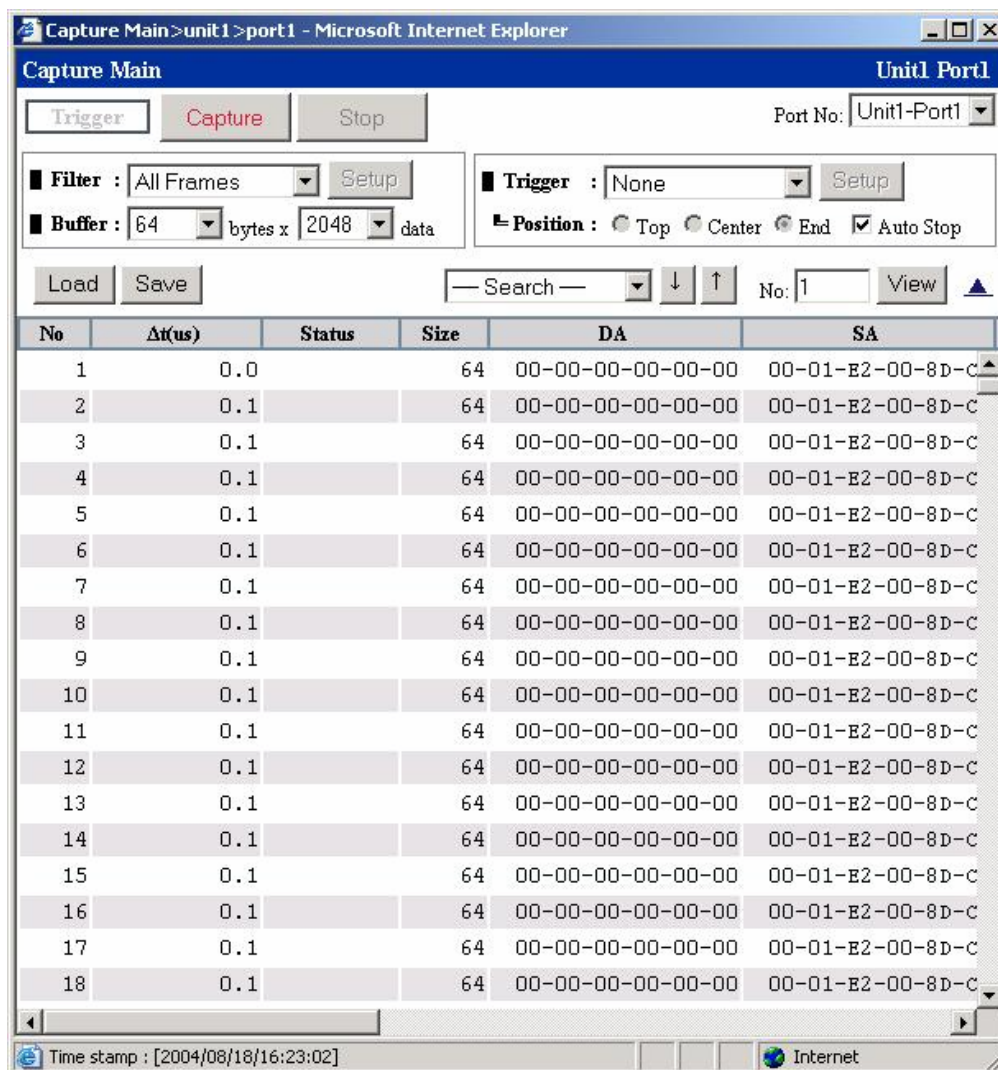 Capture Main>unit1>port1 - Microsoft Internet Explorer
Capture Main Unit1 Port1
Trigger Capture Stop Port No: Unit1-Port1
Filter : All Frames Setup
Buffer : 64 bytes x 2048 data
Trigger : None Setup
Position : Top Center End Auto Stop
Load Save — Search — ↓ ↑ No: 1 View
No Δt(us) Status Size DA SA
1 0.0 64 00-00-00-00-00-00 00-01-E2-00-8D-C
2 0.1 64 00-00-00-00-00-00 00-01-E2-00-8D-C
3 0.1 64 00-00-00-00-00-00 00-01-E2-00-8D-C
4 0.1 64 00-00-00-00-00-00 00-01-E2-00-8D-C
5 0.1 64 00-00-00-00-00-00 00-01-E2-00-8D-C
6 0.1 64 00-00-00-00-00-00 00-01-E2-00-8D-C
7 0.1 64 00-00-00-00-00-00 00-01-E2-00-8D-C
8 0.1 64 00-00-00-00-00-00 00-01-E2-00-8D-C
9 0.1 64 00-00-00-00-00-00 00-01-E2-00-8D-C
10 0.1 64 00-00-00-00-00-00 00-01-E2-00-8D-C
11 0.1 64 00-00-00-00-00-00 00-01-E2-00-8D-C
12 0.1 64 00-00-00-00-00-00 00-01-E2-00-8D-C
13 0.1 64 00-00-00-00-00-00 00-01-E2-00-8D-C
14 0.1 64 00-00-00-00-00-00 00-01-E2-00-8D-C
15 0.1 64 00-00-00-00-00-00 00-01-E2-00-8D-C
16 0.1 64 00-00-00-00-00-00 00-01-E2-00-8D-C
17 0.1 64 00-00-00-00-00-00 00-01-E2-00-8D-C
18 0.1 64 00-00-00-00-00-00 00-01-E2-00-8D-C
Time stamp : [2004/08/18/16:23:02] Internet